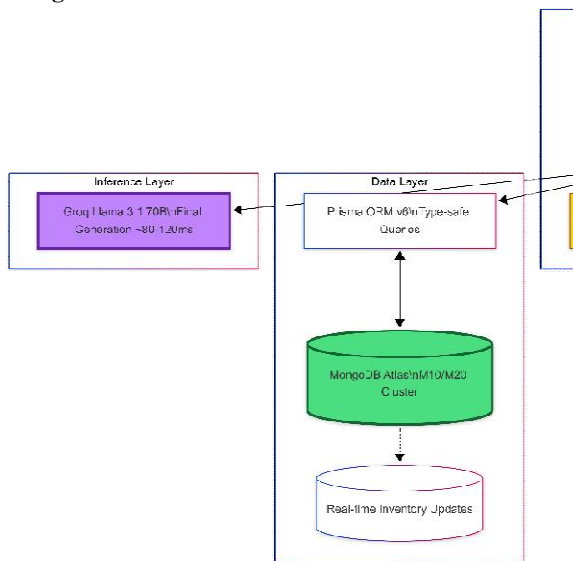 Inference Layer
Groq Llama 3.1 70B\nFinal
Generation ~80-120ms
Data Layer
Prisma ORM v6\nType-safe
Queries
MongoDB Atlas\nM10/M20
Cluster
Real-time Inventory Updates